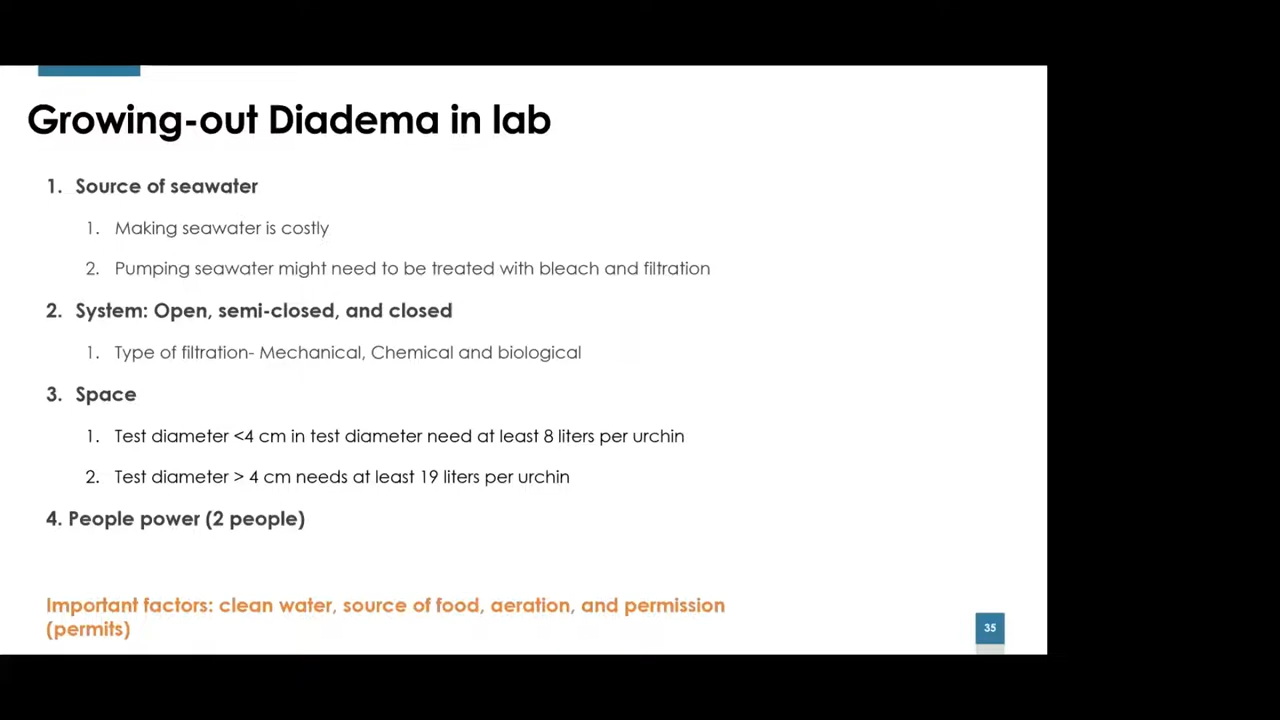 Growing-out Diadema in lab
1. Source of seawater
1. Making seawater is costly
2. Pumping seawater might need to be treated with bleach and filtration
2. System: Open, semi-closed, and closed
1. Type of filtration- Mechanical, Chemical and biological
3. Space
1. Test diameter <4 cm in test diameter need at least 8 liters per urchin
2. Test diameter > 4 cm needs at least 19 liters per urchin
4. People power (2 people)
Important factors: clean water, source of food, aeration, and permission
(permits)
35